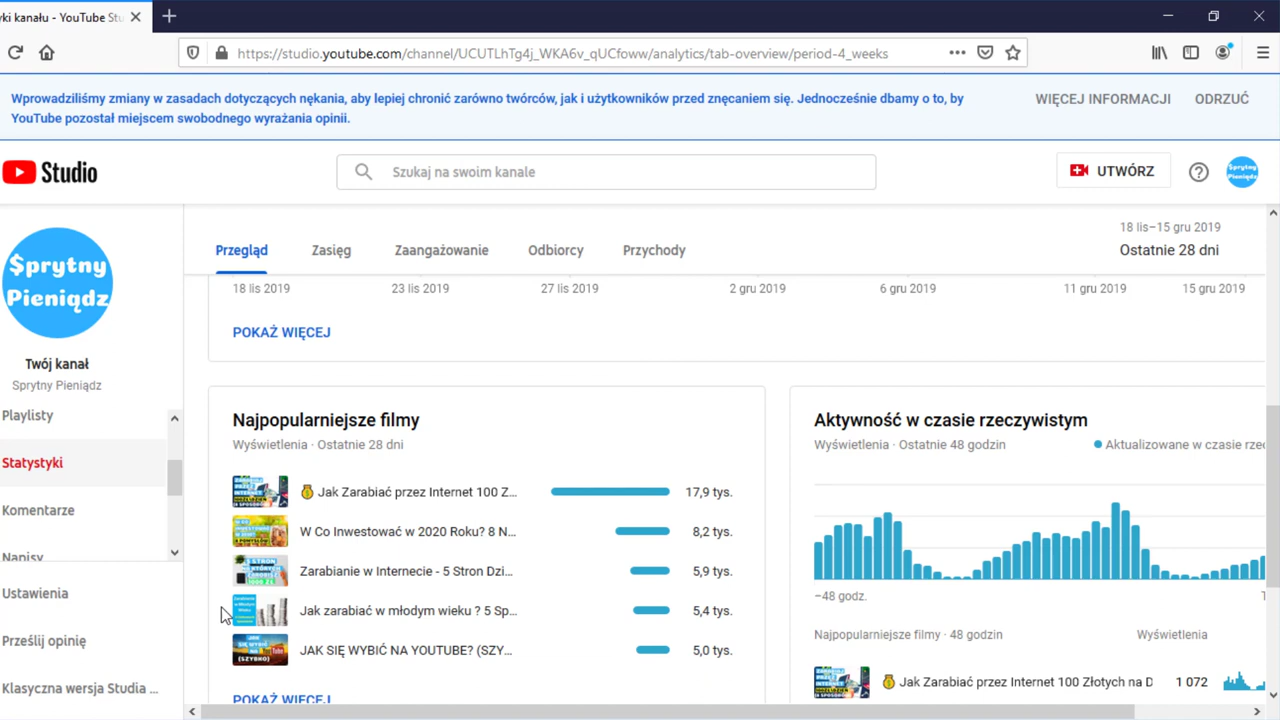 ki kanału - YouTube Stu
https://studio.youtube.com/channel/UCUTLhTg4j_WKA6v_qUCfoww/analytics/tab-overview/period-4_weeks
Wprowadziliśmy zmiany w zasadach dotyczących nękania, aby lepiej chronić zarówno twórców, jak i użytkowników przed znęcaniem się. Jednocześnie dbamy o to, by
YouTube pozostał miejscem swobodnego wyrażania opinii.
WIĘCEJ INFORMACJI
ODRZUĆ
Studio
Szukaj na swoim kanale
UTWÓRZ
$prytny
Pieniądz
$prytny
Pieniądz
Twój kanał
Sprytny Pieniądz
Playlisty
Statystyki
Komentarze
Napisy
Ustawienia
Prześlij opinię
Klasyczna wersja Studia ...
Przegląd
Zasięg
Zaangażowanie
Odbiorcy
Przychody
18 lis–15 gru 2019
Ostatnie 28 dni
18 lis 2019
23 lis 2019
27 lis 2019
2 gru 2019
6 gru 2019
11 gru 2019
15 gru 2019
POKAŻ WIĘCEJ
Najpopularniejsze filmy
Wyświetlenia · Ostatnie 28 dni
Jak Zarabiać przez Internet 100 Z... 17,9 tys.
W Co Inwestować w 2020 Roku? 8 N... 8,2 tys.
Zarabianie w Internecie - 5 Stron Dzi... 5,9 tys.
Jak zarabiać w młodym wieku ? 5 Sp... 5,4 tys.
JAK SIĘ WYBIĆ NA YOUTUBE? (SZY... 5,0 tys.
POKAŻ WIĘCEJ
Aktywność w czasie rzeczywistym
Wyświetlenia · Ostatnie 48 godzin
Aktualizowane w czasie rze
−48 godz.
Najpopularniejsze filmy · 48 godzin
Wyświetlenia
Jak Zarabiać przez Internet 100 Złotych na D
1 072